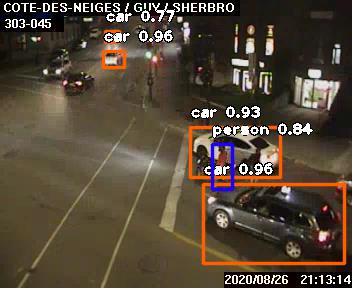 COTE-DES-NEIGES / GUY / SHERBRO
303-045
car 0.77
car 0.96
car 0.93
person 0.84
car 0.96
2020/08/26 21:13:14